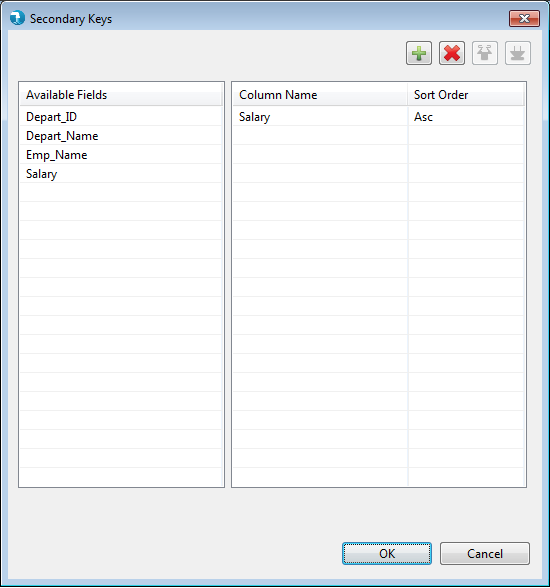 Secondary Keys
Available Fields
Depart_ID
Depart_Name
Emp_Name
Salary
Column Name Sort Order
Salary Asc
OK Cancel